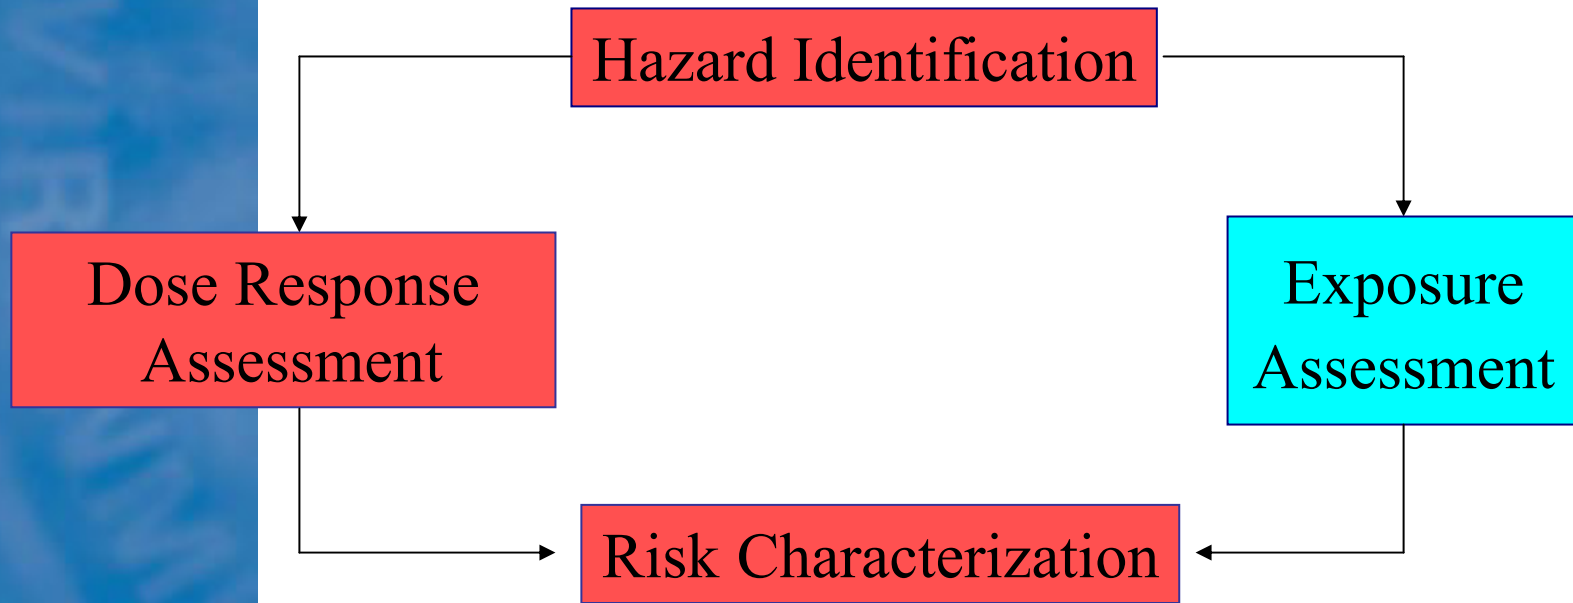 Hazard Identification
Dose Response
Assessment
Exposure
Assessment
Risk Characterization